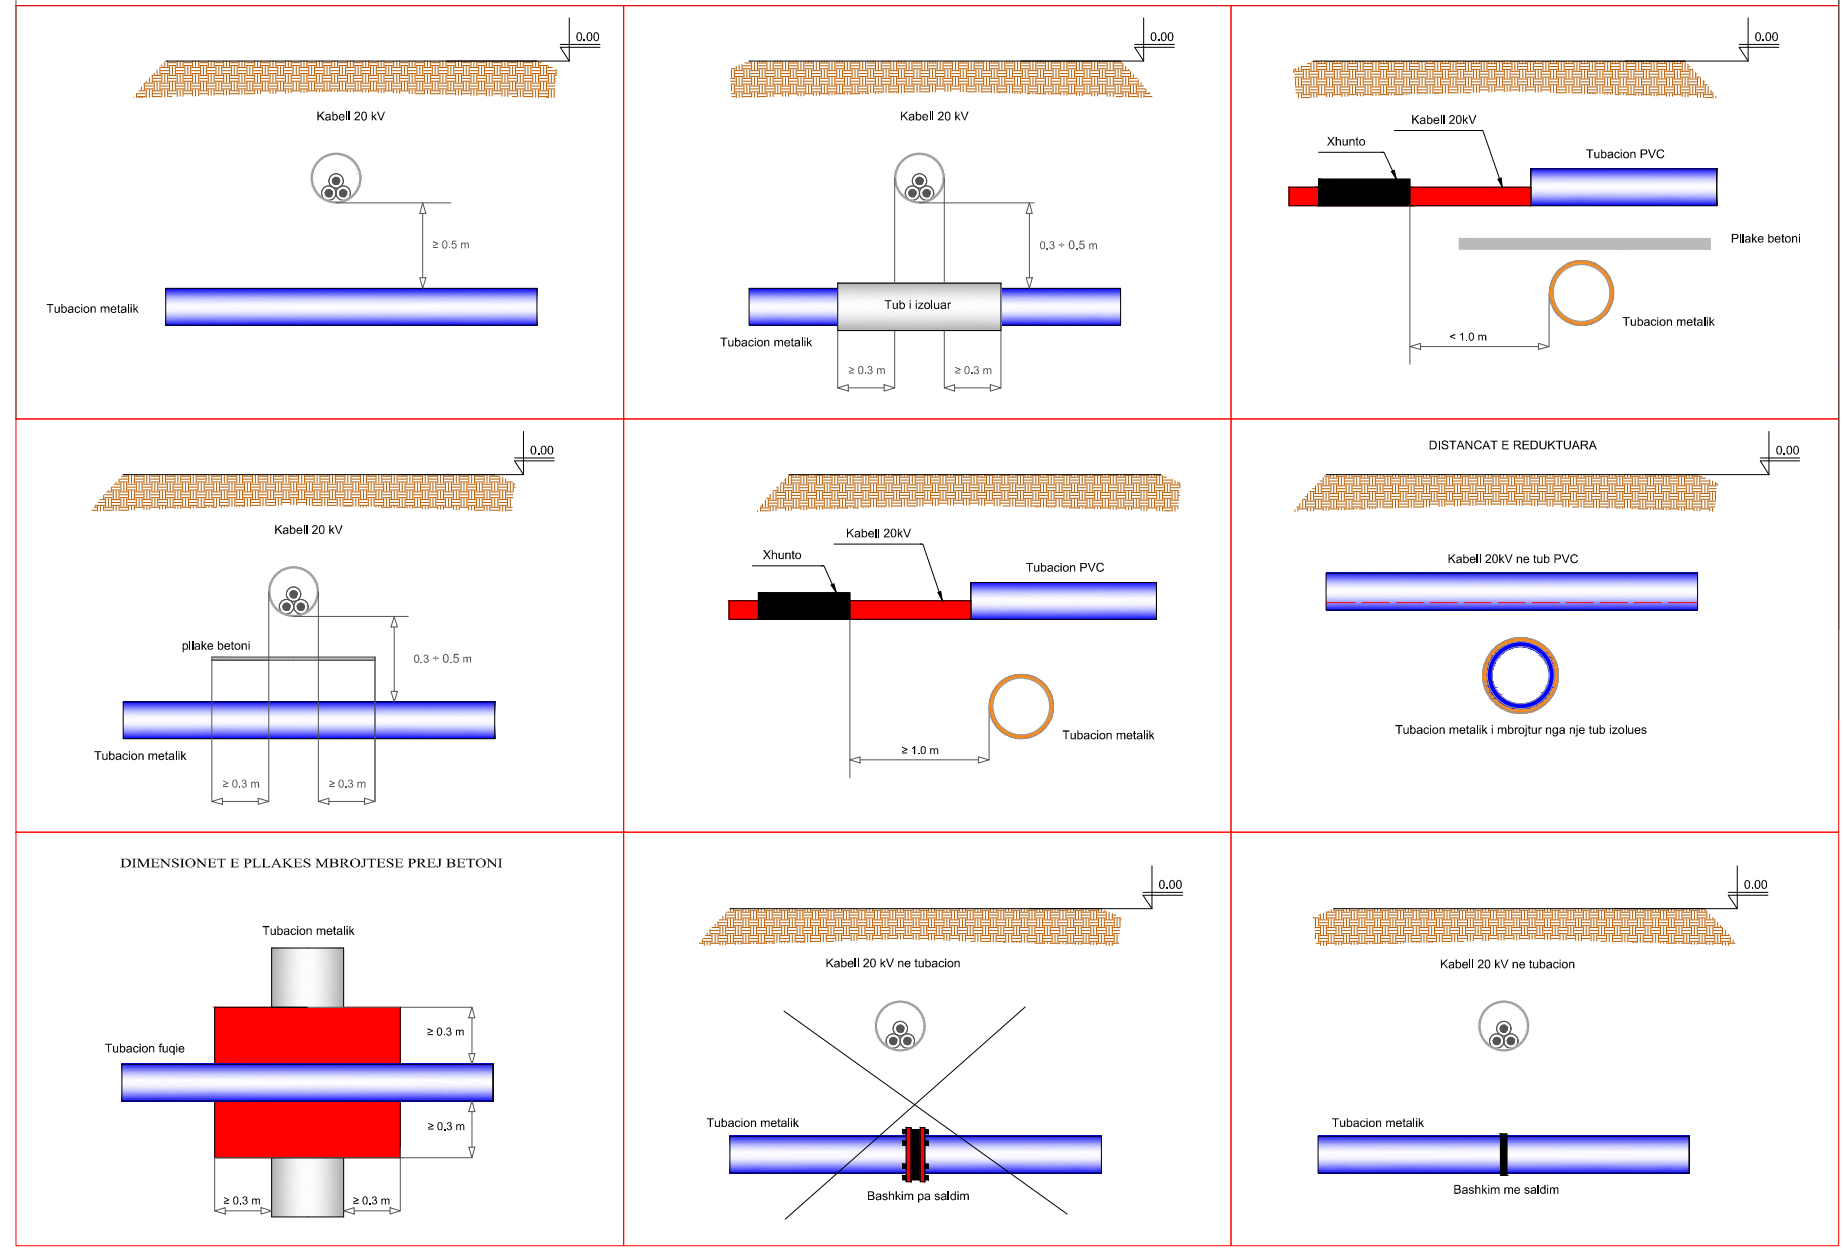 0.00
Kabell 20 kV
≥ 0.5 m
Tubacion metalik
0.00
Kabell 20 kV
0.3 ÷ 0.5 m
Tub i izoluar
Tubacion metalik
≥ 0.3 m
≥ 0.3 m
0.00
Kabell 20kV
Xhunto
Tubacion PVC
Pllake betoni
Tubacion metalik
< 1.0 m
0.00
Kabell 20 kV
pllake betoni
0.3 ÷ 0.5 m
Tubacion metalik
≥ 0.3 m
≥ 0.3 m
Kabell 20kV
Xhunto
Tubacion PVC
Tubacion metalik
≥ 1.0 m
DISTANCAT E REDUKTUARA
0.00
Kabell 20kV ne tub PVC
Tubacion metalik i mbrojtur nga nje tub izolues
DIMENSIONET E PLLAKES MBROJTESE PREJ BETONI
Tubacion metalik
≥ 0.3 m
Tubacion fuqie
≥ 0.3 m
≥ 0.3 m
≥ 0.3 m
0.00
Kabell 20 kV ne tubacion
Tubacion metalik
Bashkim pa saldim
0.00
Kabell 20 kV ne tubacion
Tubacion metalik
Bashkim me saldim